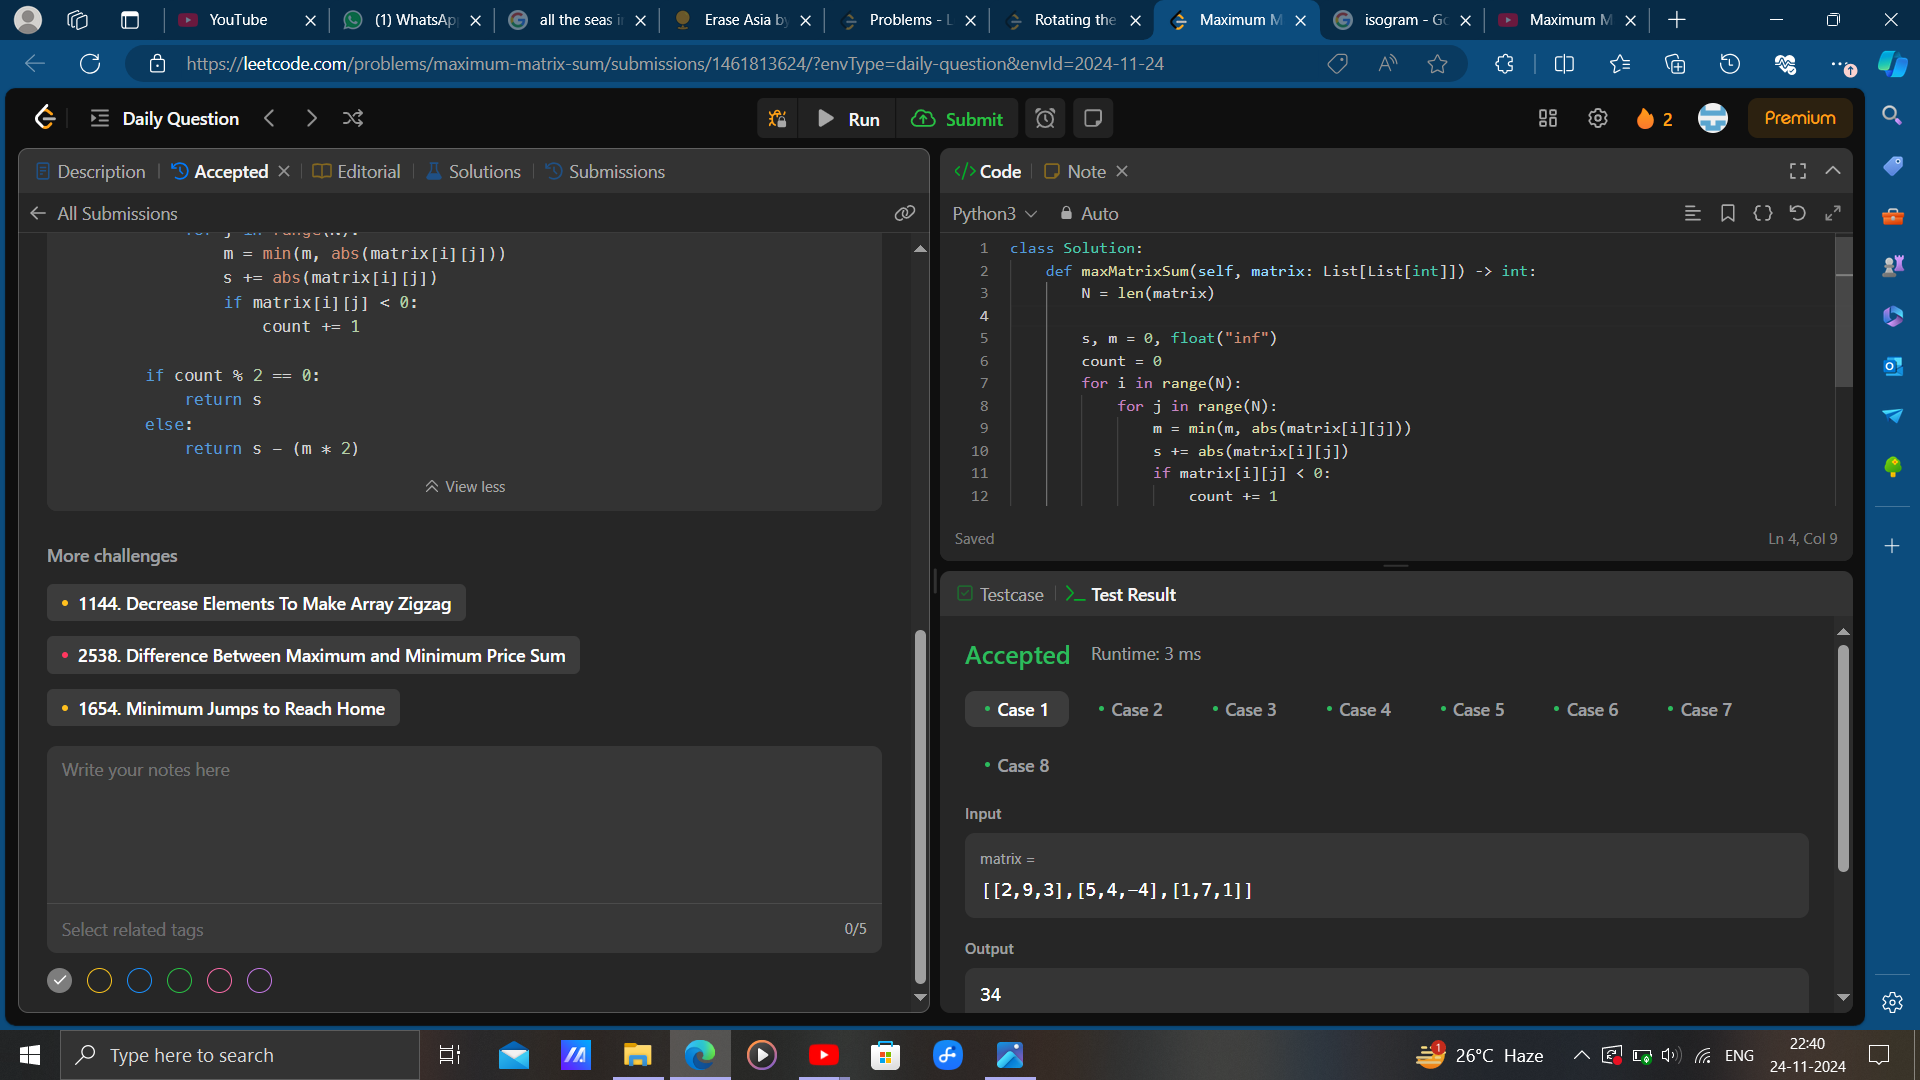 YouTube
(1) WhatsAp
all the seas i
Erase Asia b
Problems - L
Rotating the
Maximum M
isogram - Go
Maximum M
https://leetcode.com/problems/maximum-matrix-sum/submissions/1461813624/?envType=daily-question&envId=2024-11-24
Daily Question
Run
Submit
2
Premium
Description
Accepted
Editorial
Solutions
Submissions
All Submissions
for j in range(N):
m = min(m, abs(matrix[i][j]))
s += abs(matrix[i][j])
if matrix[i][j] < 0:
count += 1
if count % 2 == 0:
return s
else:
return s - (m * 2)
View less
More challenges
1144. Decrease Elements To Make Array Zigzag
2538. Difference Between Maximum and Minimum Price Sum
1654. Minimum Jumps to Reach Home
Write your notes here
Select related tags
0/5
Code
Note
Python3
Auto
1 class Solution:
2 def maxMatrixSum(self, matrix: List[List[int]]) -> int:
3 N = len(matrix)
4
5 s, m = 0, float("inf")
6 count = 0
7 for i in range(N):
8 for j in range(N):
9 m = min(m, abs(matrix[i][j]))
10 s += abs(matrix[i][j])
11 if matrix[i][j] < 0:
12 count += 1
Saved
Ln 4, Col 9
Testcase
Test Result
Accepted
Runtime: 3 ms
Case 1
Case 2
Case 3
Case 4
Case 5
Case 6
Case 7
Case 8
Input
matrix =
[[2,9,3],[5,4,-4],[1,7,1]]
Output
34
Type here to search
1
26°C Haze
ENG
22:40
24-11-2024